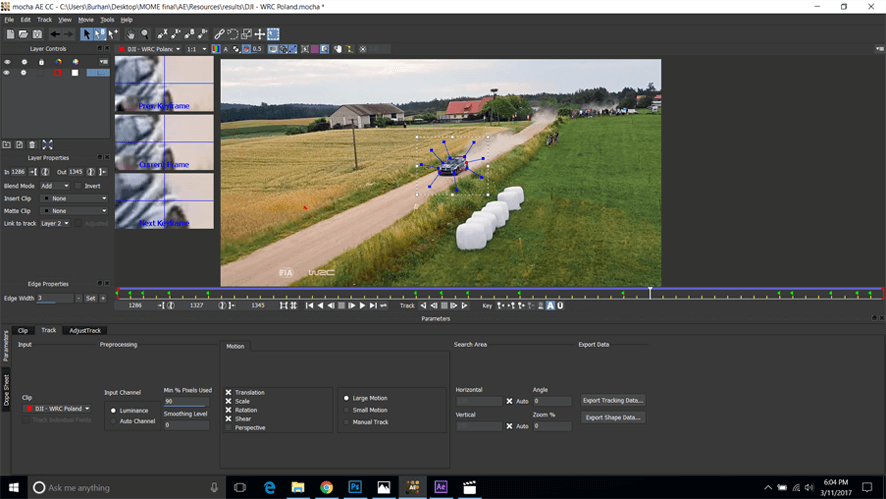 mocha AE CC - C:\Users\Burhan\Desktop\MOME final\AE\Resources\results\DJI - WRC Poland.mocha *
File Edit Track View Movie Tools Help
Layer Controls
DJI - WRC Polan
1:1
A
0.5
Prev Keyframe
Current Frame
Next Keyframe
FIA WRC
Layer Properties
In 1286 Out 1345
Blend Mode Add Invert
Insert Clip None
Matte Clip None
Link to track Layer 2 Adjusted
Edge Properties
Edge Width 3 - Set +
1286 1327 1345 Track Key
Parameters
Parameters
Dope Sheet
Clip Track AdjustTrack
Input Preprocessing Motion Search Area Export Data
Clip
DJI - WRC Poland
Track Individual Fields
Input Channel
Luminance
Auto Channel
Min % Pixels Used
90
Smoothing Level
0
Translation
Scale
Rotation
Shear
Perspective
Large Motion
Small Motion
Manual Track
Horizontal Angle
Auto 0
Vertical Zoom %
Auto 0
Export Tracking Data...
Export Shape Data...
Ask me anything
Ps
AE
Ae
6:04 PM
3/11/2017